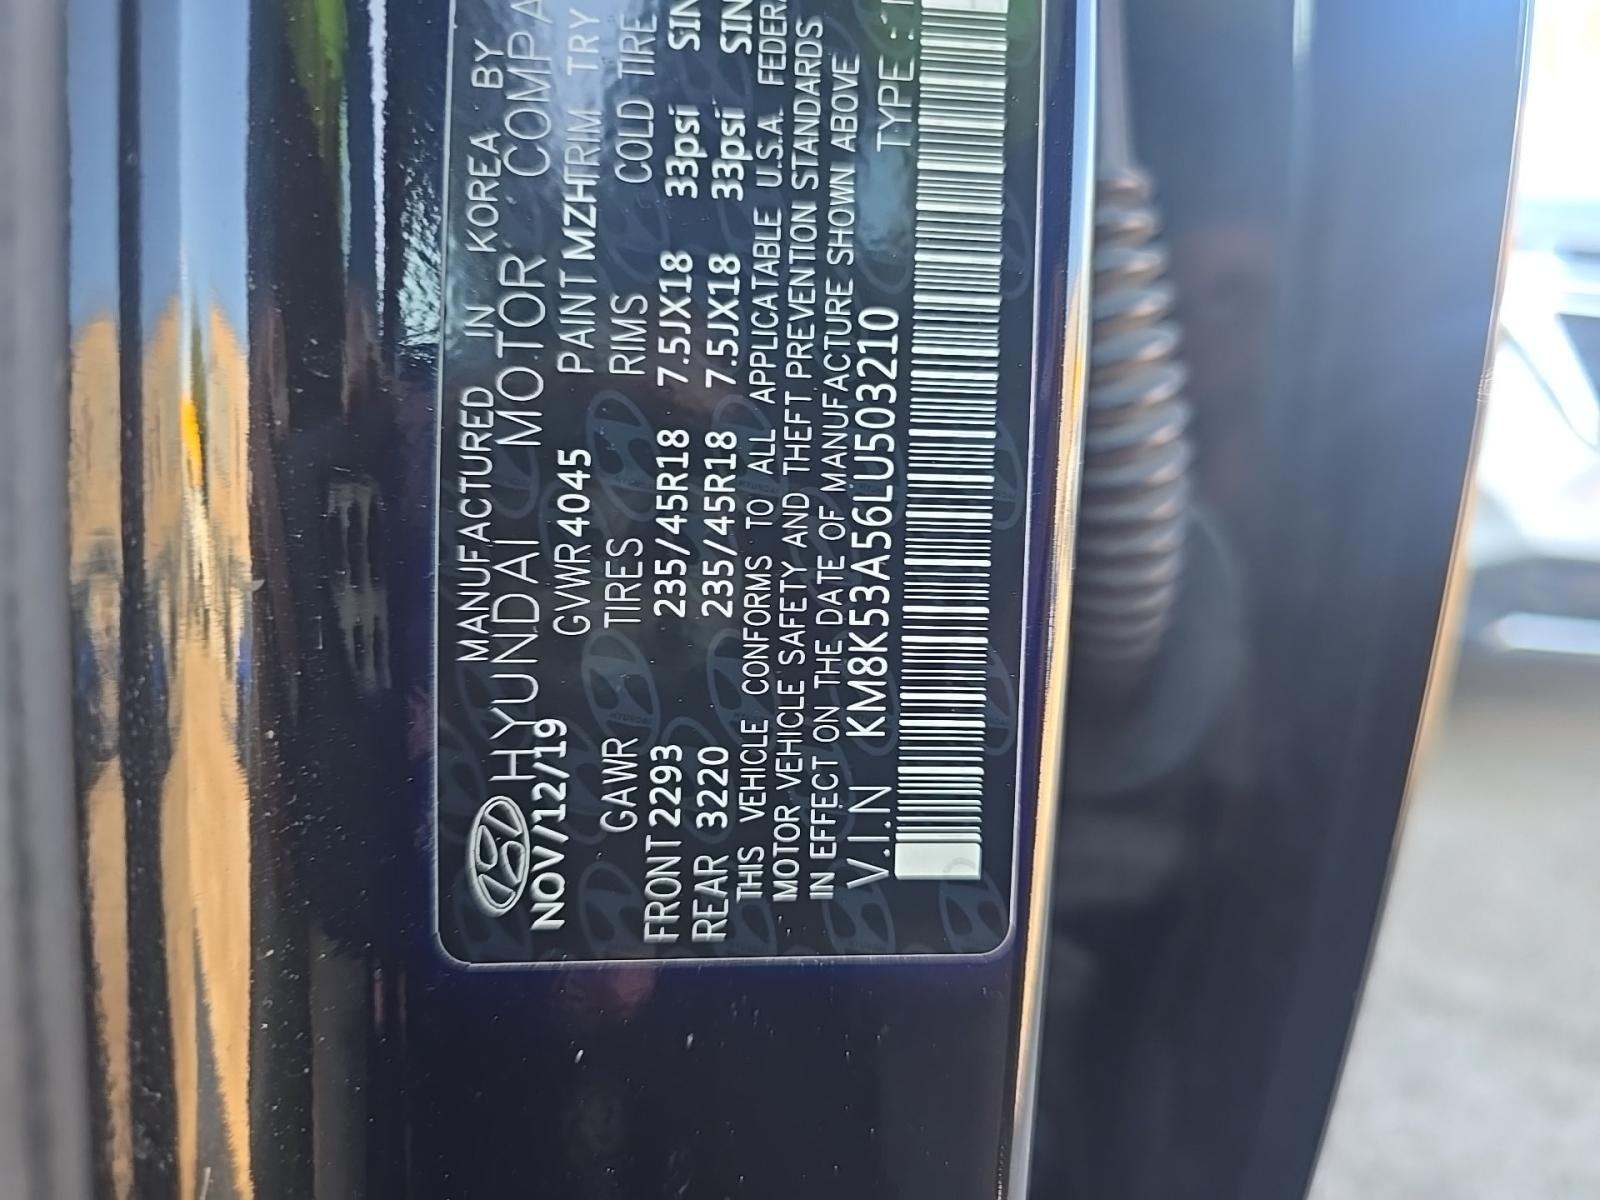 MANUFACTURED IN KOREA BY
HYUNDAI MOTOR COMPA
NOV/12/19 GVWR 4045 PAINT MZH TRIM TRY
GAWR TIRES RIMS COLD TIRE
FRONT 2293 235/45R18 7.5JX18 33psi SIN
REAR 3220 235/45R18 7.5JX18 33psi SIN
THIS VEHICLE CONFORMS TO ALL APPLICATABLE U.S.A. FEDERA
MOTOR VEHICLE SAFETY AND THEFT PREVENTION STANDARDS
IN EFFECT ON THE DATE OF MANUFACTURE SHOWN ABOVE
V.I.N KM8K53A56LU503210 TYPE :